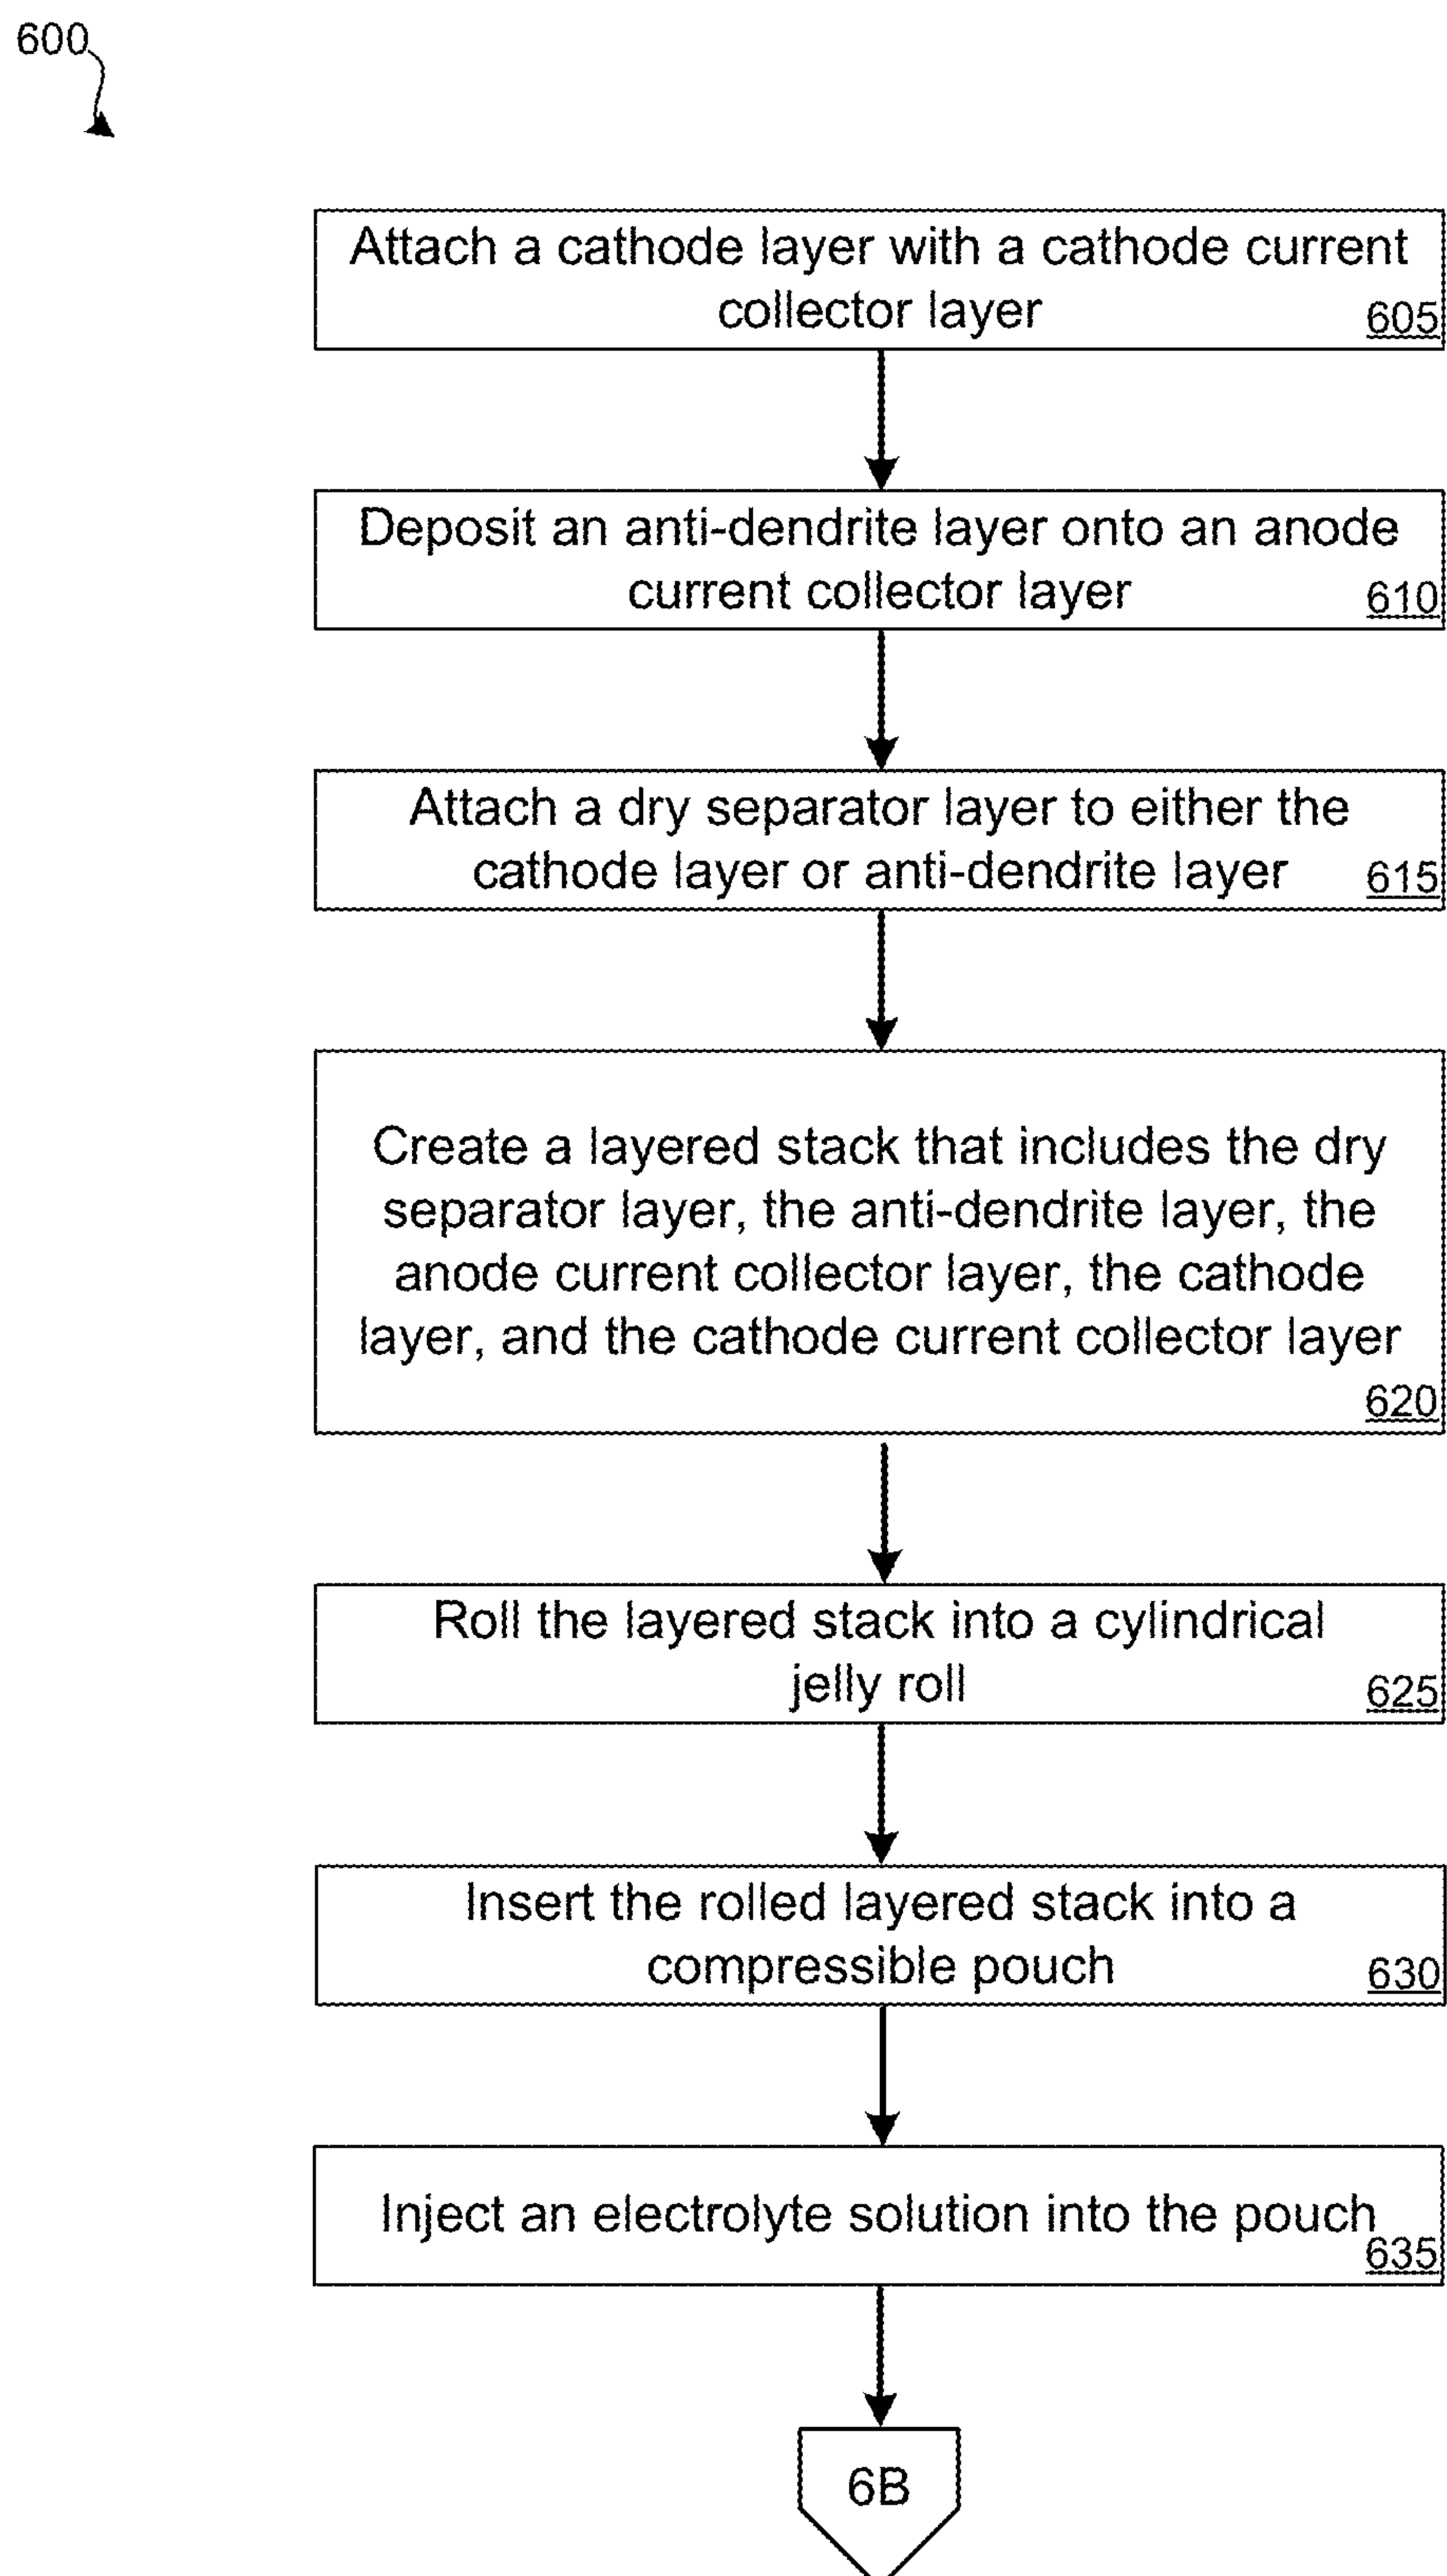 600
Attach a cathode layer with a cathode current
collector layer
605
Deposit an anti-dendrite layer onto an anode
current collector layer
610
Attach a dry separator layer to either the
cathode layer or anti-dendrite layer
615
Create a layered stack that includes the dry
separator layer, the anti-dendrite layer, the
anode current collector layer, the cathode
layer, and the cathode current collector layer
620
Roll the layered stack into a cylindrical
jelly roll
625
Insert the rolled layered stack into a
compressible pouch
630
Inject an electrolyte solution into the pouch
635
6B